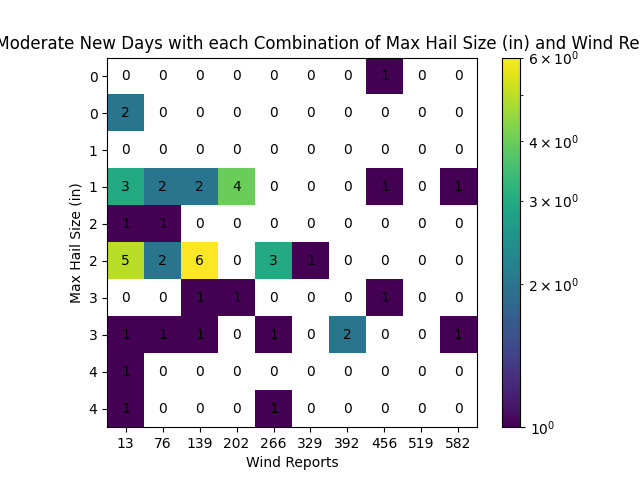 Moderate New Days with each Combination of Max Hail Size (in) and Wind Re
0 0 0 0 0 0 0 0 1 0 0 6 × 10⁰
0 2 0 0 0 0 0 0 0 0 0
1 0 0 0 0 0 0 0 0 0 0 4 × 10⁰
1 3 2 2 4 0 0 0 1 0 1 3 × 10⁰
2 1 1 0 0 0 0 0 0 0 0
2 5 2 6 0 3 1 0 0 0 0 2 × 10⁰
3 0 0 1 1 0 0 0 1 0 0
3 1 1 1 0 1 0 2 0 0 1
4 1 0 0 0 0 0 0 0 0 0
4 1 0 0 0 1 0 0 0 0 0 10⁰
13 76 139 202 266 329 392 456 519 582
Wind Reports
Max Hail Size (in)